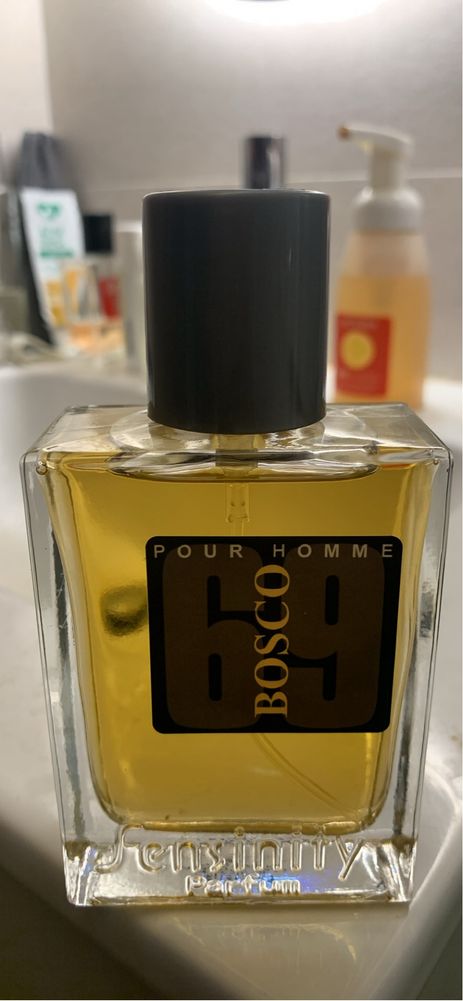 POUR HOMME
69
BOSCO
Sensinity
Parfum